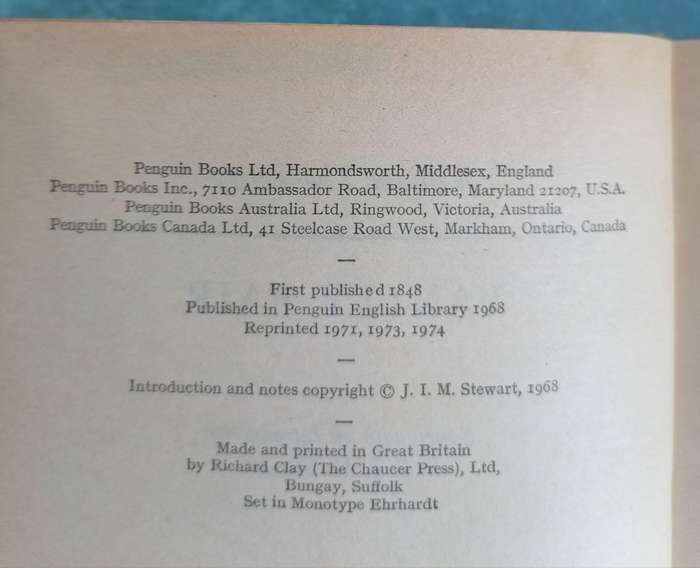 Penguin Books Ltd, Harmondsworth, Middlesex, England
Penguin Books Inc., 7110 Ambassador Road, Baltimore, Maryland 21207, U.S.A.
Penguin Books Australia Ltd, Ringwood, Victoria, Australia
Penguin Books Canada Ltd, 41 Steelcase Road West, Markham, Ontario, Canada
—
First published 1848
Published in Penguin English Library 1968
Reprinted 1971, 1973, 1974
—
Introduction and notes copyright © J. I. M. Stewart, 1968
—
Made and printed in Great Britain
by Richard Clay (The Chaucer Press), Ltd,
Bungay, Suffolk
Set in Monotype Ehrhardt